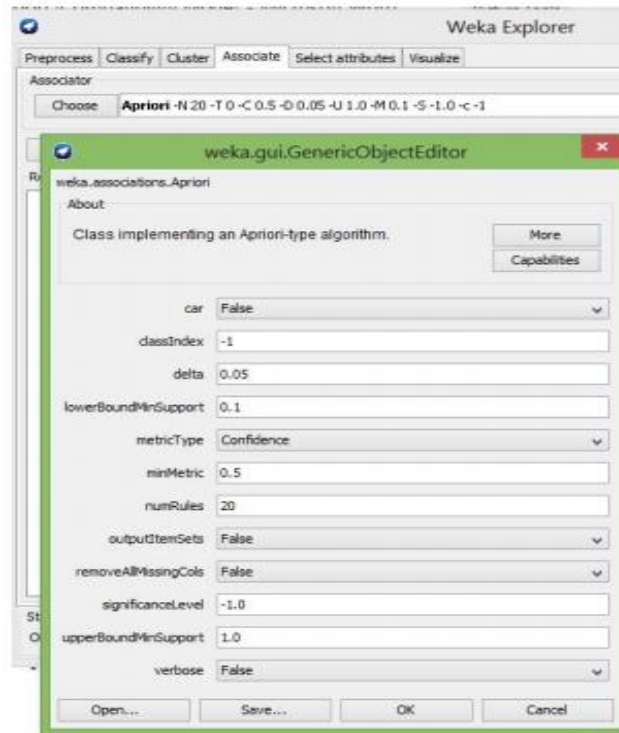 Weka Explorer
Preprocess Classify Cluster Associate Select attributes Visualize
Associator
Choose Apriori -N 20 -T 0 -C 0.5 -D 0.05 -U 1.0 -M 0.1 -S -1.0 -c -1
weka.gui.GenericObjectEditor
weka.associations.Apriori
About
Class implementing an Apriori-type algorithm.
More
Capabilities
car False
classIndex -1
delta 0.05
lowerBoundMinSupport 0.1
metricType Confidence
minMetric 0.5
numRules 20
outputItemSets False
removeAllMissingCols False
significanceLevel -1.0
St
O upperBoundMinSupport 1.0
verbose False
Open... Save... OK Cancel